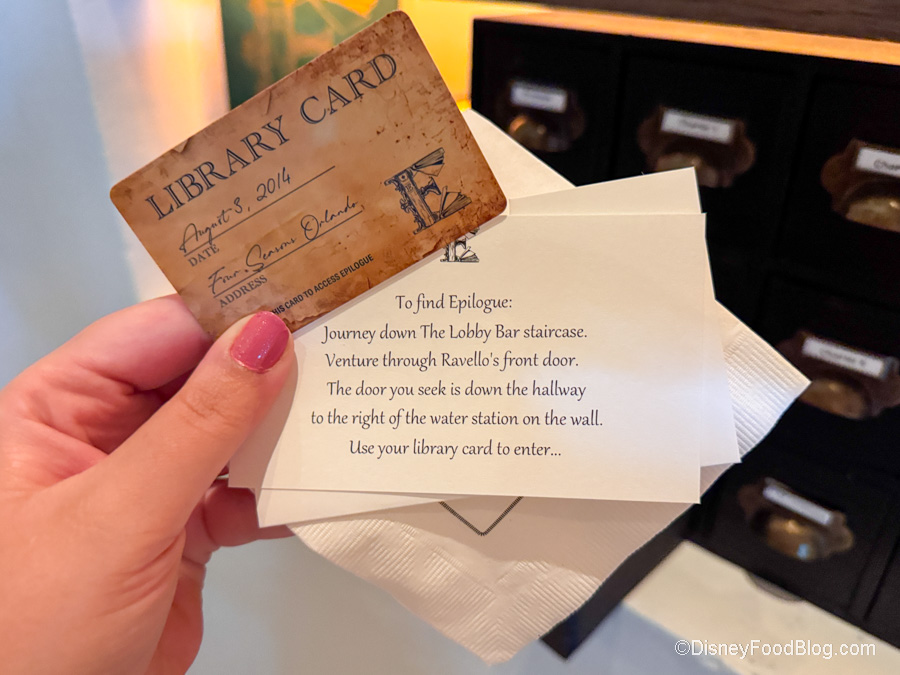 LIBRARY CARD
August 3, 2014
DATE
Four Seasons Orlando
ADDRESS
THIS CARD TO ACCESS EPILOGUE
E
To find Epilogue:
Journey down The Lobby Bar staircase.
Venture through Ravello's front door.
The door you seek is down the hallway
to the right of the water station on the wall.
Use your library card to enter...
©DisneyFoodBlog.com